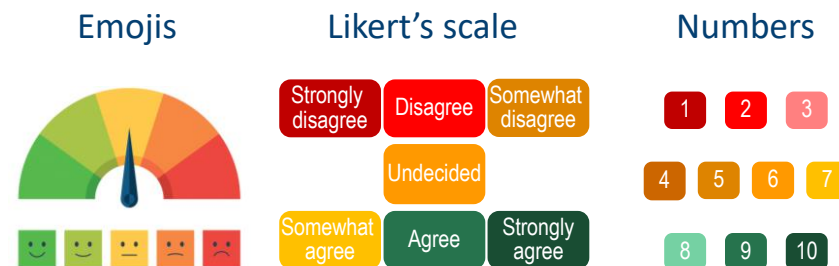 Emojis
Likert's scale
Numbers
Strongly
disagree
Disagree
Somewhat
disagree
Undecided
Somewhat
agree
Agree
Strongly
agree
1 2 3
4 5 6 7
8 9 10